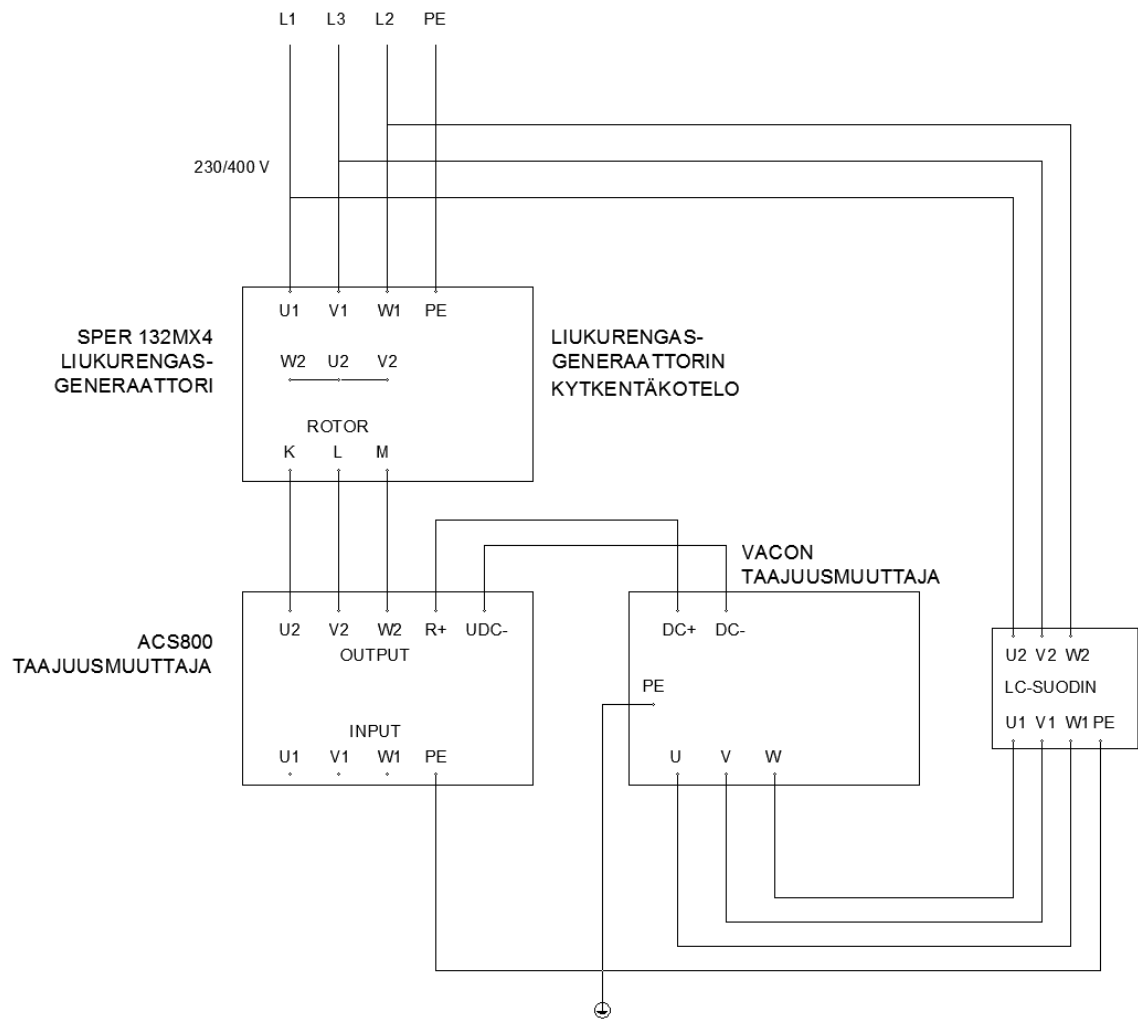 L1 L3 L2 PE
230/400 V
U1 V1 W1 PE
SPER 132MX4
LIUKURENGAS-
GENERAATTORI
W2 U2 V2
LIUKURENGAS-
GENERAATTORIN
KYTKENTÄKOTELO
ROTOR
K L M
VACON
TAAJUUSMUUTTAJA
ACS800
TAAJUUSMUUTTAJA
U2 V2 W2 R+ UDC-
OUTPUT
INPUT
U1 V1 W1 PE
DC+ DC-
PE
U V W
U2 V2 W2
LC-SUODIN
U1 V1 W1 PE